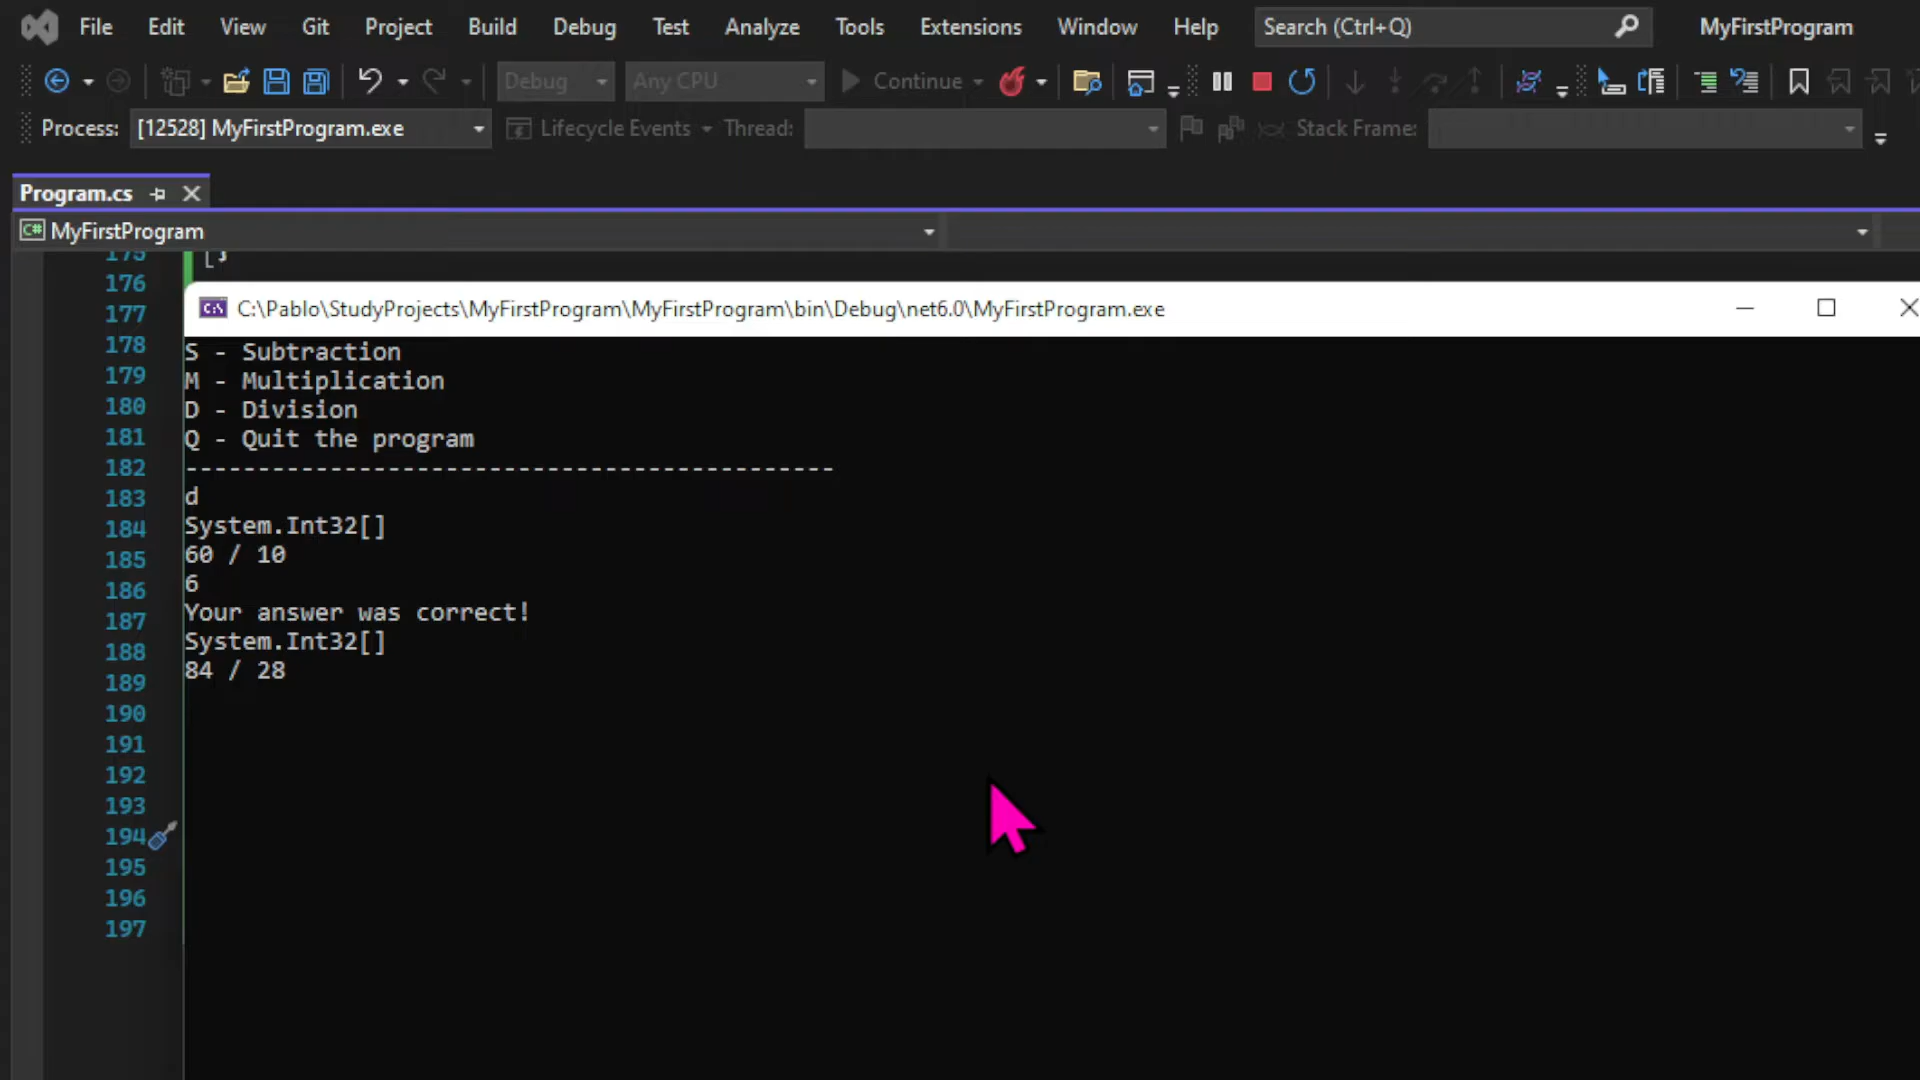 File Edit View Git Project Build Debug Test Analyze Tools Extensions Window Help Search (Ctrl+Q) MyFirstProgram
Debug Any CPU Continue
Process: [12528] MyFirstProgram.exe Lifecycle Events Thread: Stack Frame:
Program.cs
C# MyFirstProgram
175
176
C:\Pablo\StudyProjects\MyFirstProgram\MyFirstProgram\bin\Debug\net6.0\MyFirstProgram.exe
177
178 S - Subtraction
179 M - Multiplication
180 D - Division
181 Q - Quit the program
182 ---------------------------------------------
183 d
184 System.Int32[]
185 60 / 10
186 6
187 Your answer was correct!
188 System.Int32[]
189 84 / 28
190
191
192
193
194
195
196
197